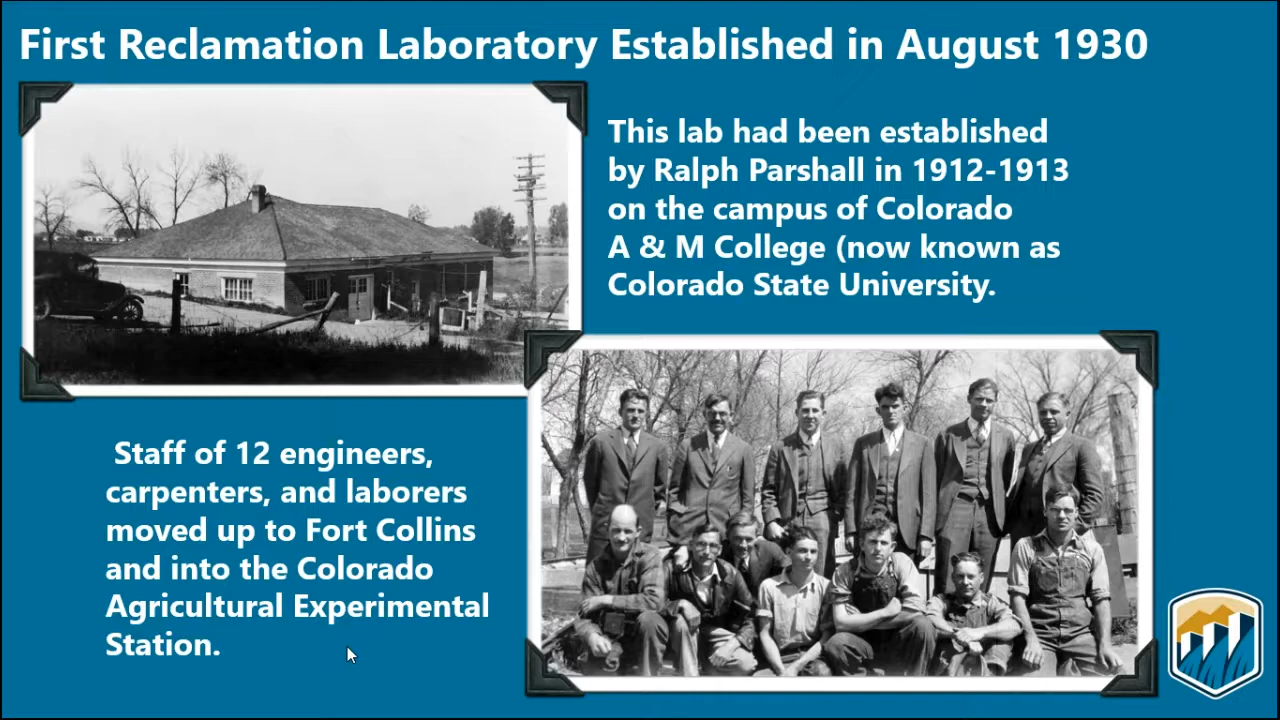 First Reclamation Laboratory Established in August 1930
This lab had been established
by Ralph Parshall in 1912-1913
on the campus of Colorado
A & M College (now known as
Colorado State University.
Staff of 12 engineers,
carpenters, and laborers
moved up to Fort Collins
and into the Colorado
Agricultural Experimental
Station.